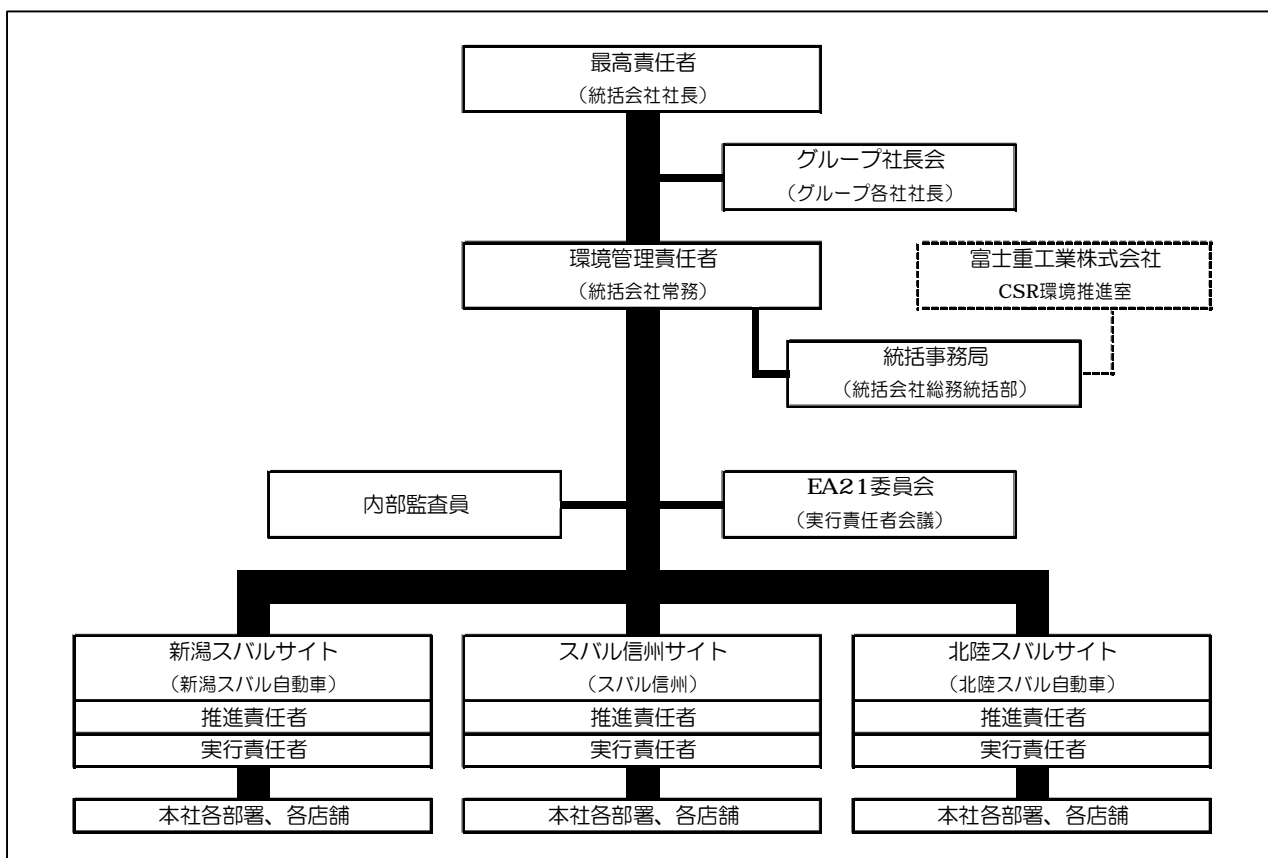 最高責任者
（統括会社社長）
グループ社長会
（グループ各社社長）
環境管理責任者
（統括会社常務）
富士重工業株式会社
CSR環境推進室
統括事務局
（統括会社総務統括部）
内部監査員
EA21委員会
（実行責任者会議）
新潟スバルサイト
（新潟スバル自動車）
推進責任者
実行責任者
本社各部署、各店舗
スバル信州サイト
（スバル信州）
推進責任者
実行責任者
本社各部署、各店舗
北陸スバルサイト
（北陸スバル自動車）
推進責任者
実行責任者
本社各部署、各店舗